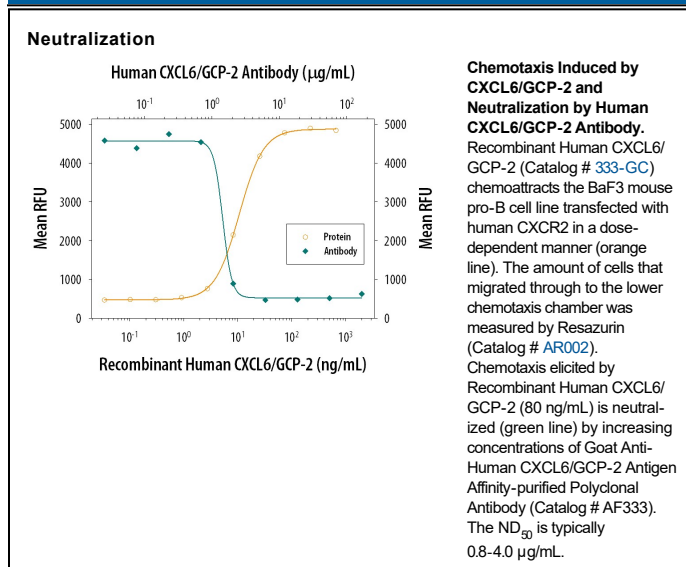 Neutralization
Human CXCL6/GCP-2 Antibody (µg/mL)
10-1 100 101 102
5000 5000
4000 4000
3000 3000
2000 2000
1000 1000
0 0
Mean RFU
Mean RFU
Protein
Antibody
10-1 100 101 102 103
Recombinant Human CXCL6/GCP-2 (ng/mL)
Chemotaxis Induced by
CXCL6/GCP-2 and
Neutralization by Human
CXCL6/GCP-2 Antibody.
Recombinant Human CXCL6/
GCP-2 (Catalog # 333-GC)
chemoattracts the BaF3 mouse
pro-B cell line transfected with
human CXCR2 in a dose-
dependent manner (orange
line). The amount of cells that
migrated through to the lower
chemotaxis chamber was
measured by Resazurin
(Catalog # AR002).
Chemotaxis elicited by
Recombinant Human CXCL6/
GCP-2 (80 ng/mL) is neutral-
ized (green line) by increasing
concentrations of Goat Anti-
Human CXCL6/GCP-2 Antigen
Affinity-purified Polyclonal
Antibody (Catalog # AF333).
The ND50 is typically
0.8-4.0 µg/mL.